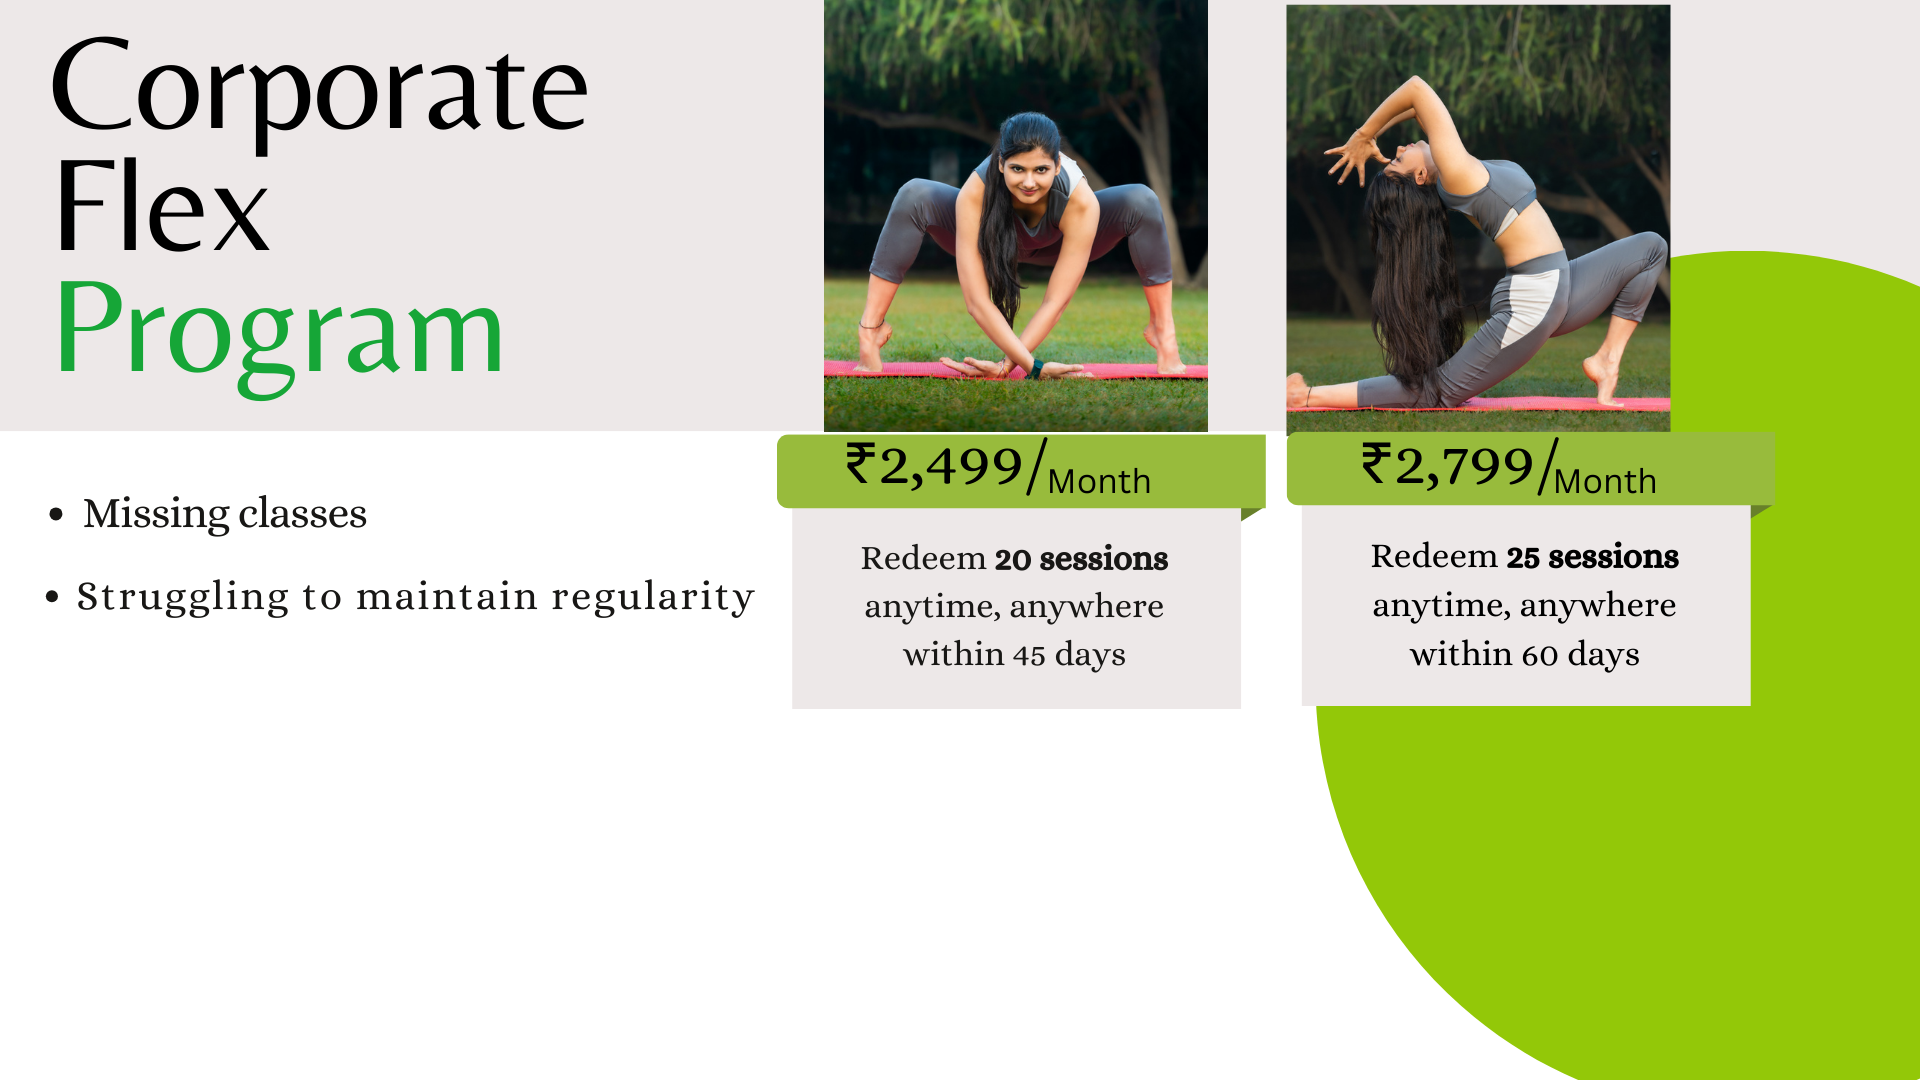 Corporate
Flex
Program
• Missing classes
• Struggling to maintain regularity
₹2,499/Month
Redeem 20 sessions
anytime, anywhere
within 45 days
₹2,799/Month
Redeem 25 sessions
anytime, anywhere
within 60 days